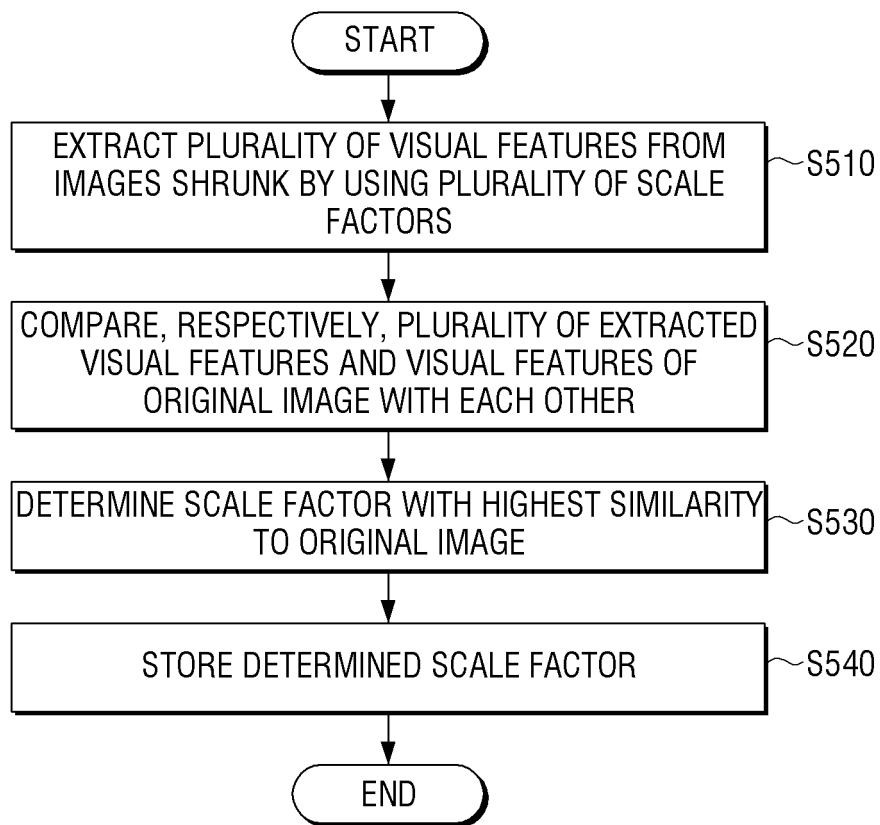 START
EXTRACT PLURALITY OF VISUAL FEATURES FROM
IMAGES SHRUNK BY USING PLURALITY OF SCALE
FACTORS
S510
COMPARE, RESPECTIVELY, PLURALITY OF EXTRACTED
VISUAL FEATURES AND VISUAL FEATURES OF
ORIGINAL IMAGE WITH EACH OTHER
S520
DETERMINE SCALE FACTOR WITH HIGHEST SIMILARITY
TO ORIGINAL IMAGE
S530
STORE DETERMINED SCALE FACTOR
S540
END